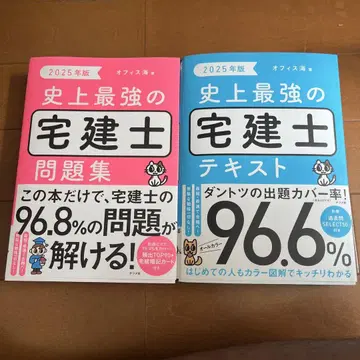 2025年版
オフィス海 著
史上最強の
宅建士
問題集
この本だけで、宅建士の
96.8%の問題が
解ける!
2025年版
オフィス海 著
史上最強の
宅建士
テキスト
ダントツの出題カバー率!
オールカラー
96.6%
はじめての人もカラー図解でキッチリわかる